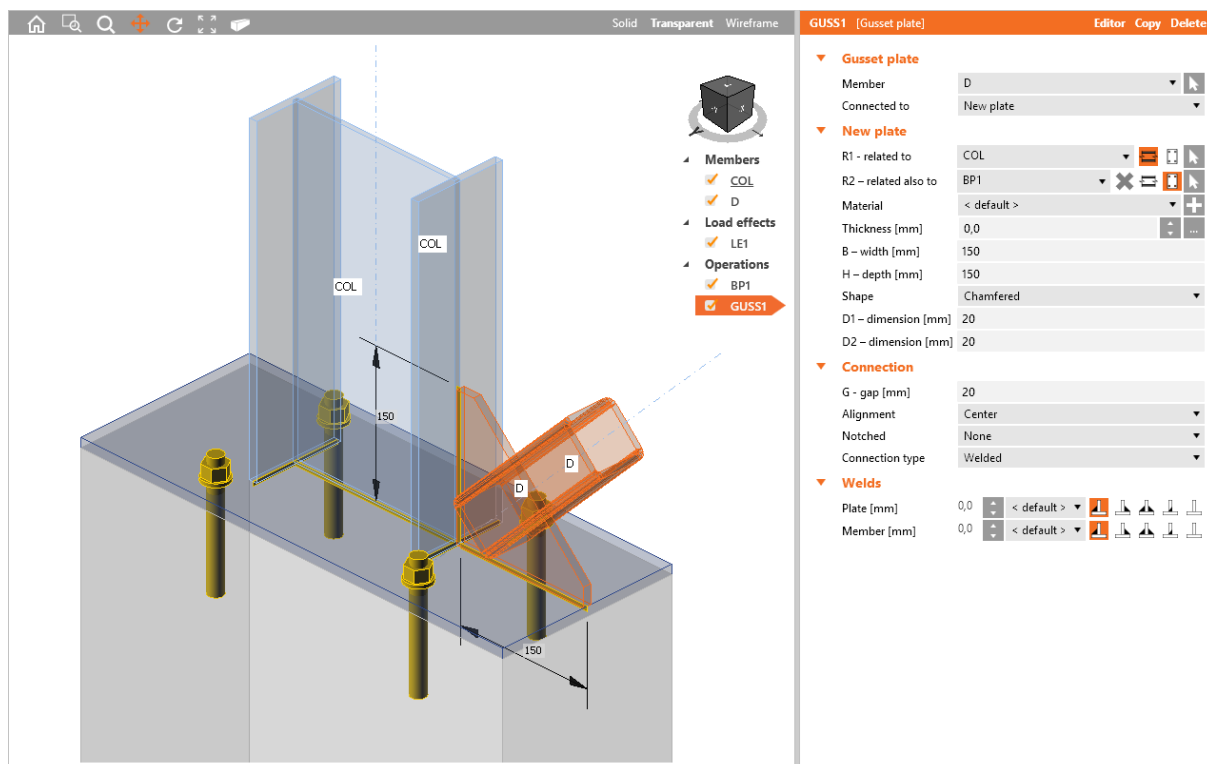 Solid Transparent Wireframe
GUSS1 [Gusset plate] Editor Copy Delete
Members
COL
D
Load effects
LE1
Operations
BP1
GUSS1
COL
COL
150
D
D
150
Gusset plate
Member D
Connected to New plate
New plate
R1 - related to COL
R2 – related also to BP1
Material < default >
Thickness [mm] 0,0 ...
B – width [mm] 150
H – depth [mm] 150
Shape Chamfered
D1 – dimension [mm] 20
D2 – dimension [mm] 20
Connection
G - gap [mm] 20
Alignment Center
Notched None
Connection type Welded
Welds
Plate [mm] 0,0 < default >
Member [mm] 0,0 < default >